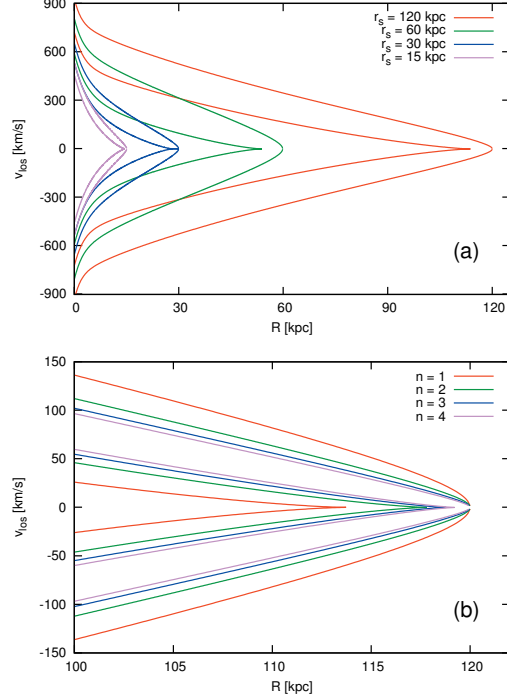 900
600
300
0
-300
-600
-900
v_los [km/s]
r_s = 120 kpc
r_s = 60 kpc
r_s = 30 kpc
r_s = 15 kpc
(a)
0 30 60 90 120
R [kpc]
150
100
50
0
-50
-100
-150
v_los [km/s]
n = 1
n = 2
n = 3
n = 4
(b)
100 105 110 115 120
R [kpc]